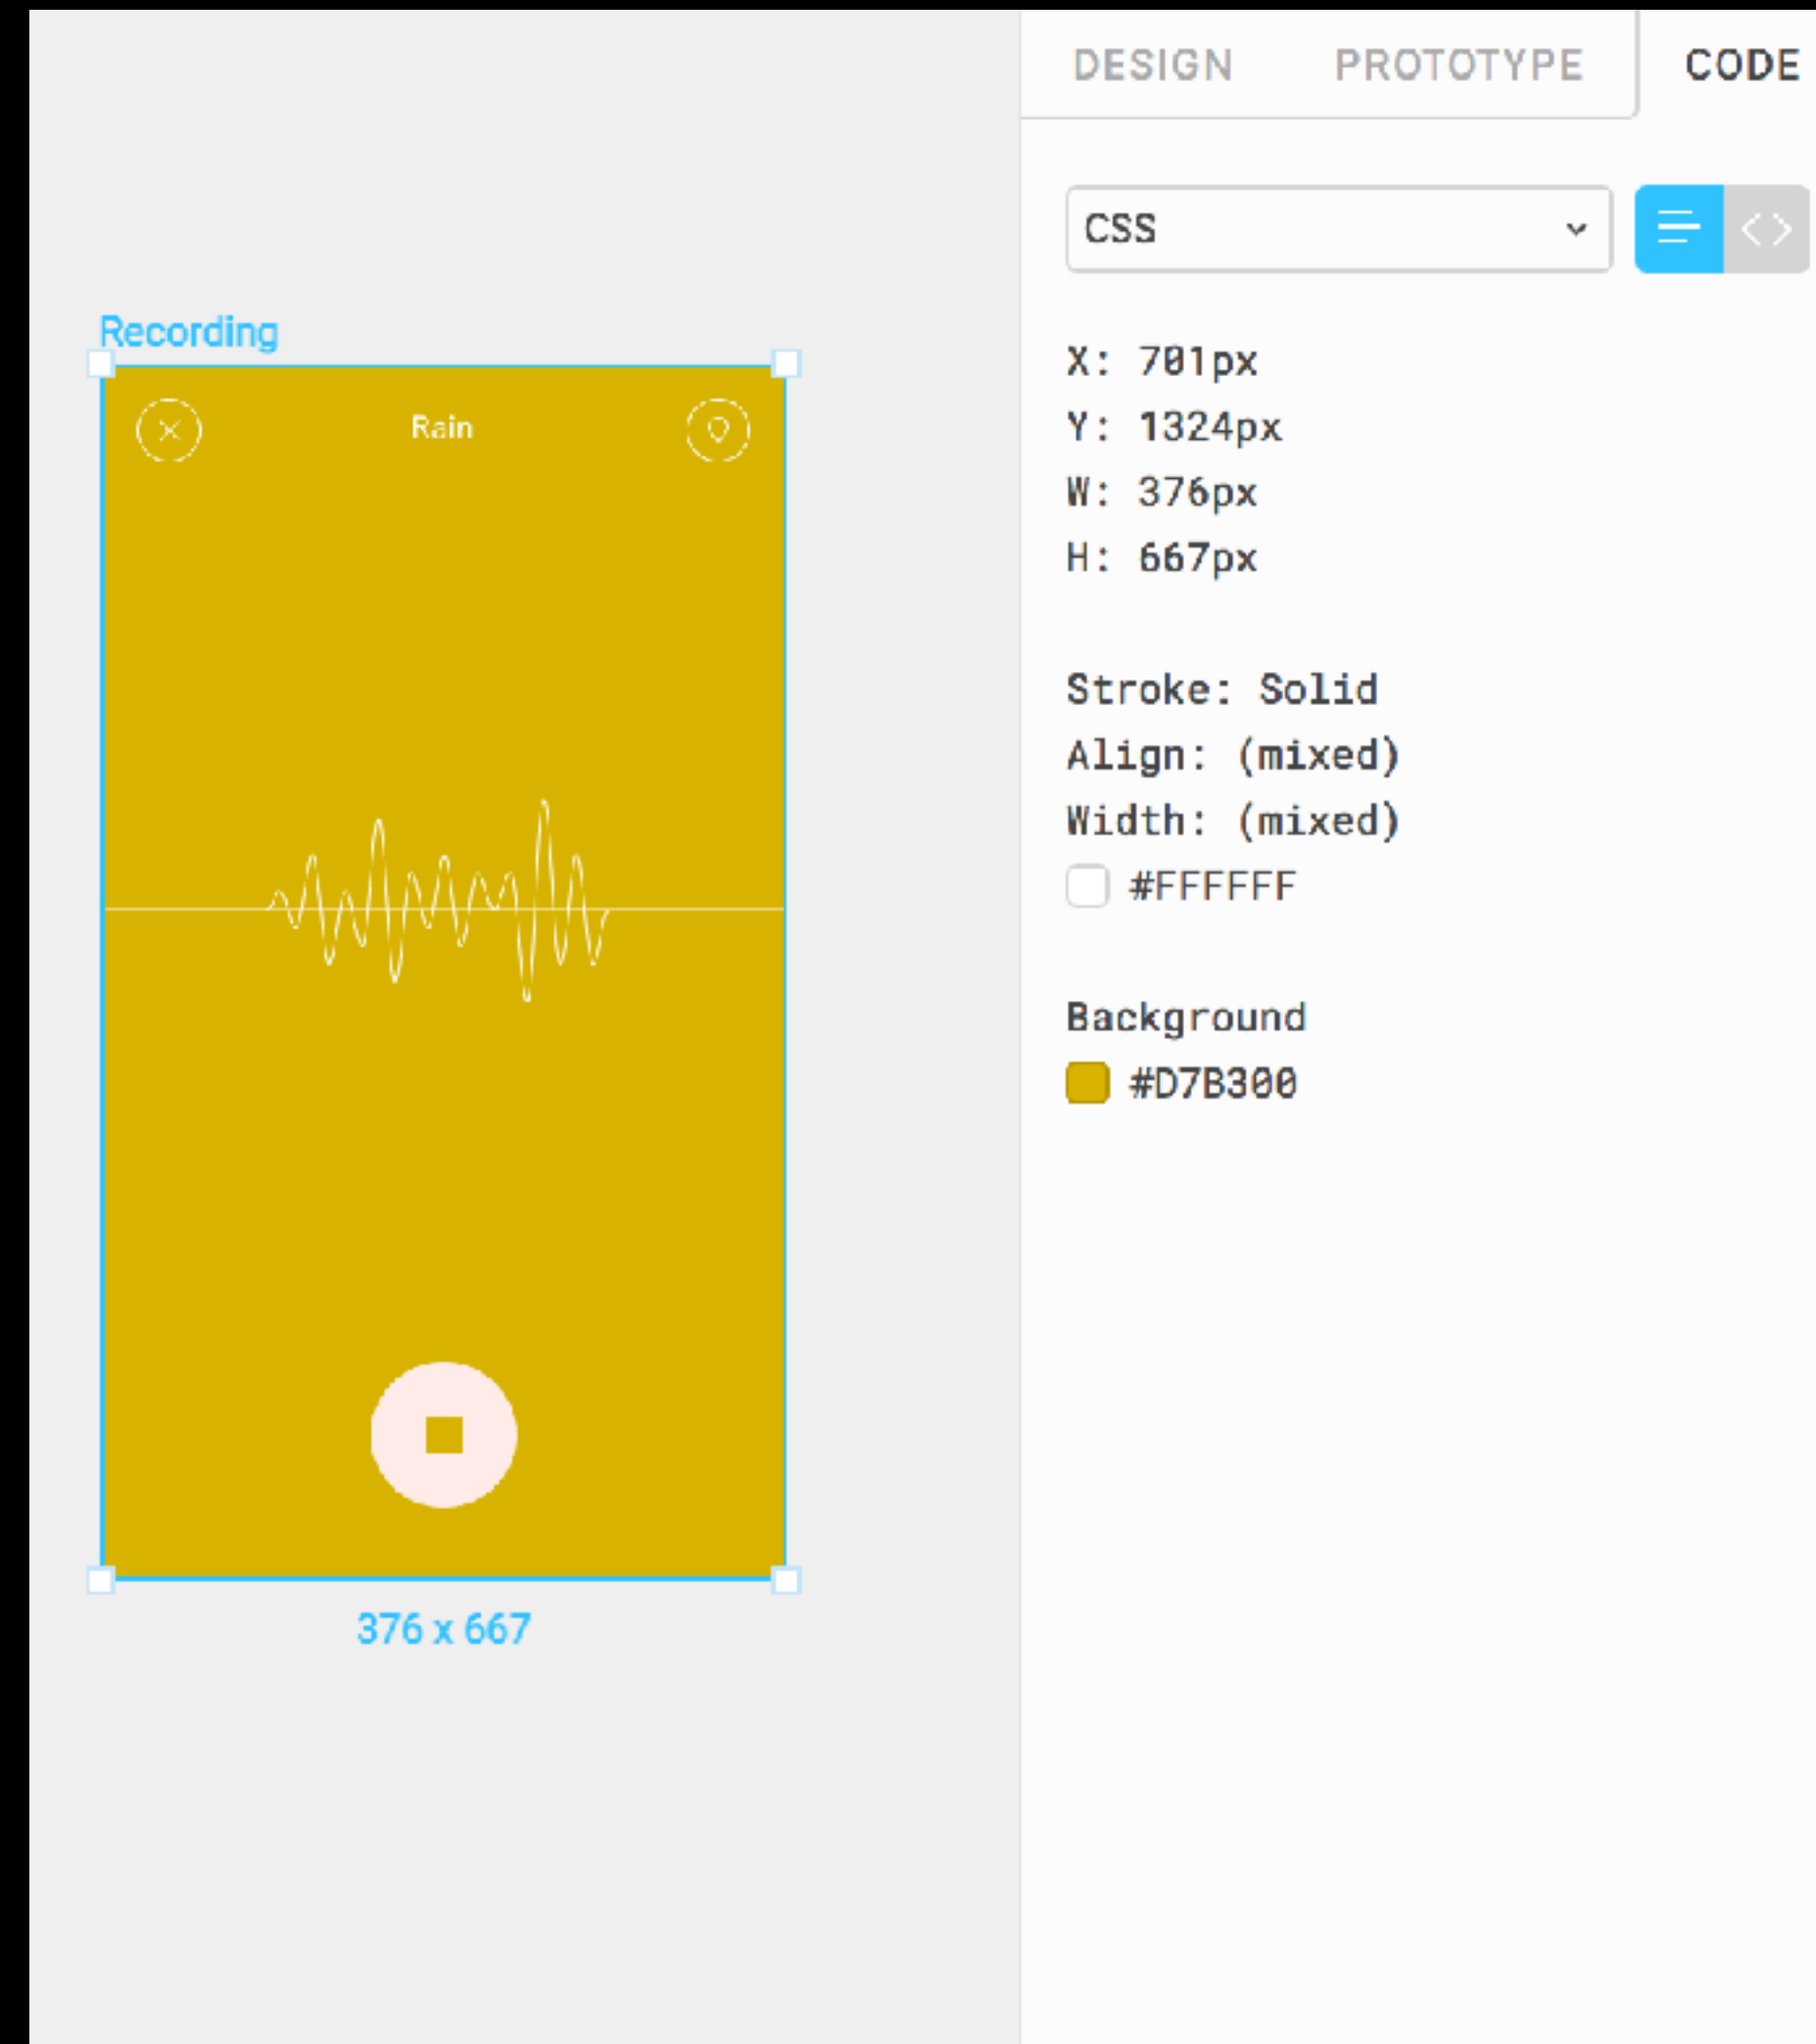 DESIGN PROTOTYPE CODE
CSS
Recording
Rain
376 x 667
X: 701px
Y: 1324px
W: 376px
H: 667px
Stroke: Solid
Align: (mixed)
Width: (mixed)
#FFFFFF
Background
#D7B300